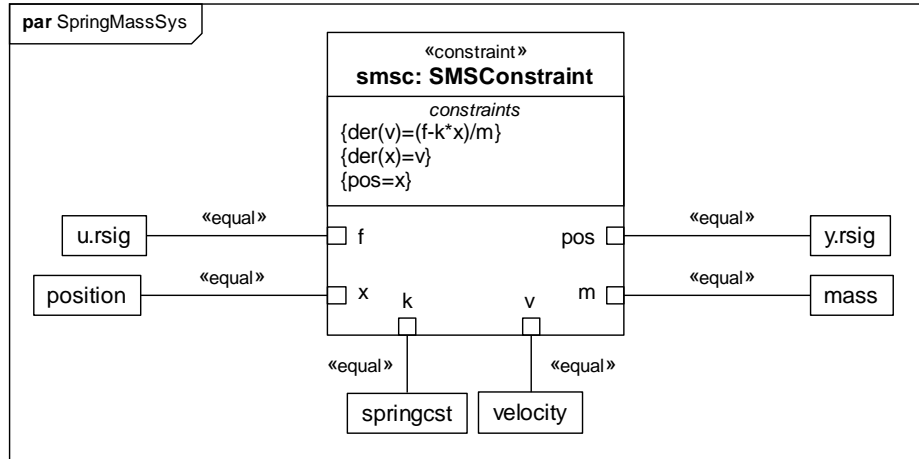 par SpringMassSys
«constraint»
smsc: SMSConstraint
constraints
{der(v)=(f-k*x)/m}
{der(x)=v}
{pos=x}
«equal»
«equal»
u.rsig
f
pos
y.rsig
«equal»
«equal»
position
x
k
v
m
mass
«equal»
«equal»
springcst
velocity